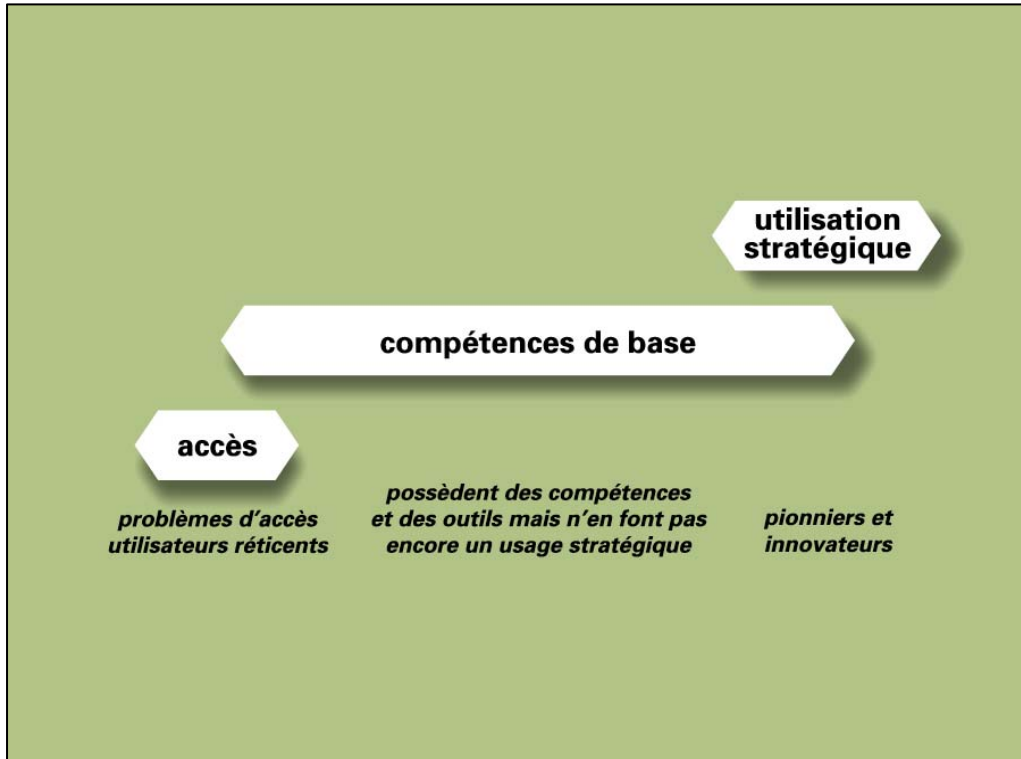 utilisation
stratégique
compétences de base
accès
problèmes d'accès
utilisateurs réticents
possèdent des compétences
et des outils mais n'en font pas
encore un usage stratégique
pionniers et
innovateurs